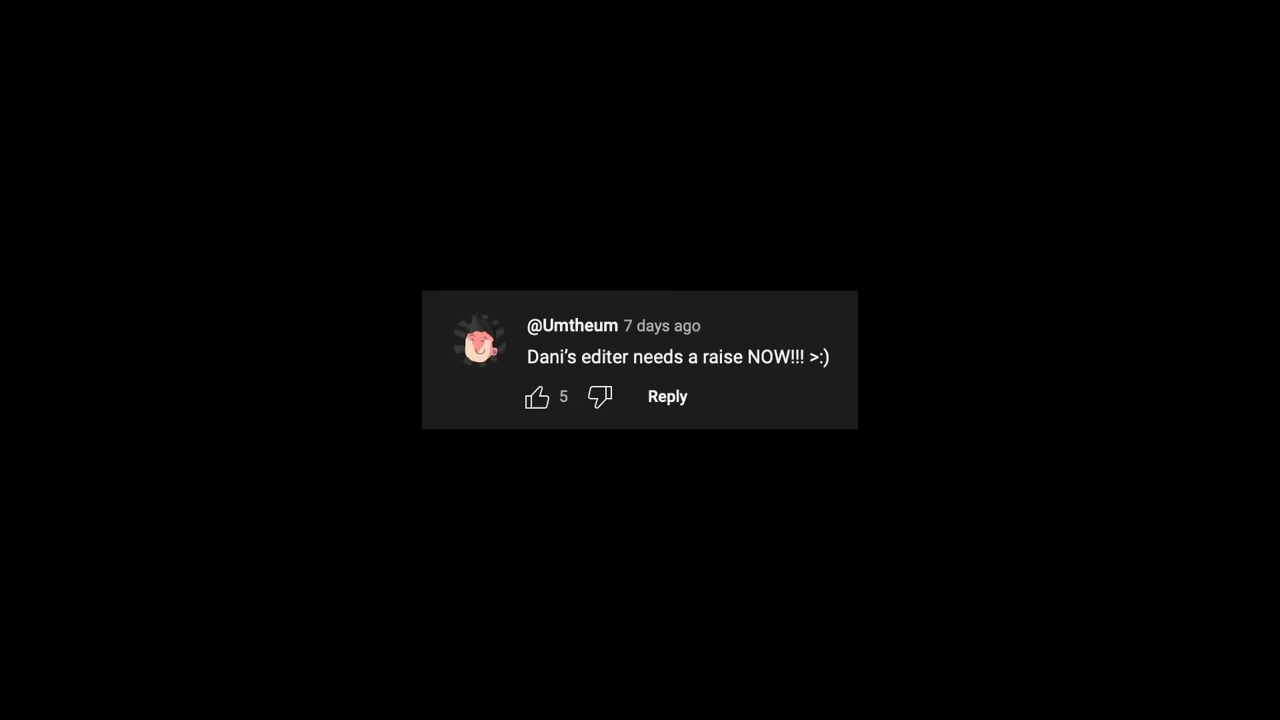 @Umtheum 7 days ago
Dani’s editer needs a raise NOW!!! >:)
5 Reply